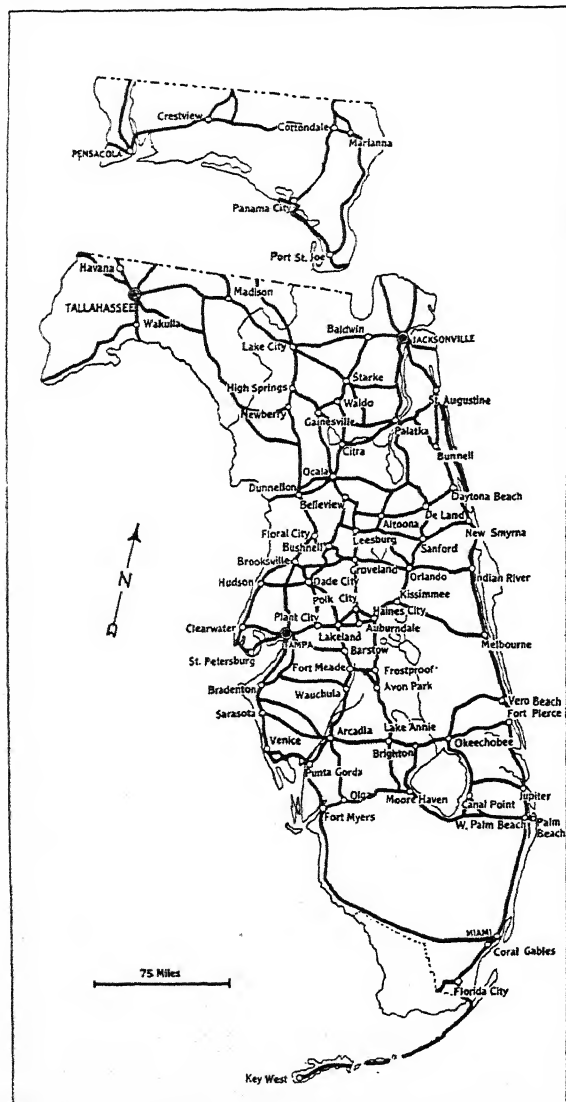 Crestview
Cottondale
Marianna
PENSACOLA
Panama City
Port St. Joe
Havana
Madison
TALLAHASSEE
Wakulla
Baldwin
JACKSONVILLE
Lake City
Starke
High Springs
Waldo
St. Augustine
Newberry
Gainesville
Palatka
Citra
Bunnell
Ocala
Dunnellon
Belleview
Daytona Beach
De Land
Altoona
New Smyrna
Floral City
Leesburg
Bushnell
Sanford
Brooksville
Groveland
Orlando
Indian River
Hudson
Dade City
Kissimmee
Polk City
Haines City
Plant City
Clearwater
Lakeland
Auburndale
TAMPA
Barstow
Melbourne
St. Petersburg
Fort Meade
Frostproof
Bradenton
Wauchula
Avon Park
Vero Beach
Sarasota
Fort Pierce
Arcadia
Lake Annie
Venice
Brighton
Okeechobee
Punta Gorda
Olga
Moore Haven
Jupiter
Canal Point
Fort Myers
W. Palm Beach
Palm Beach
MIAMI
Coral Gables
Florida City
Key West
N
75 Miles